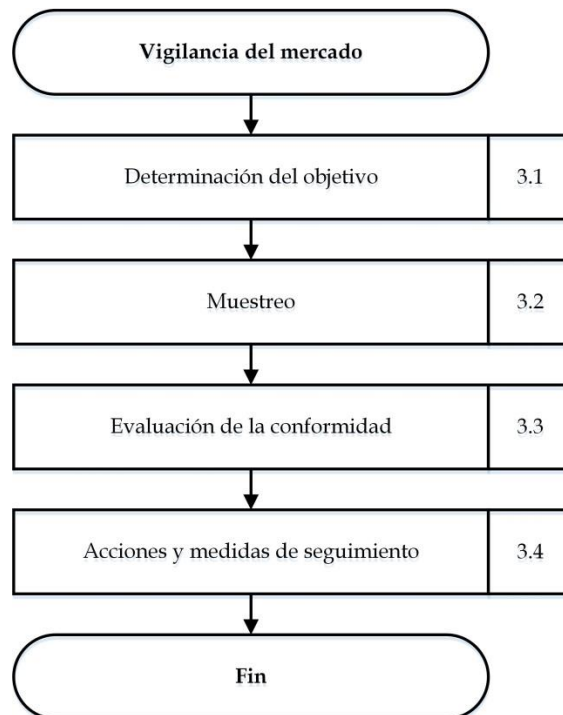 Vigilancia del mercado
Determinación del objetivo 3.1
Muestreo 3.2
Evaluación de la conformidad 3.3
Acciones y medidas de seguimiento 3.4
Fin